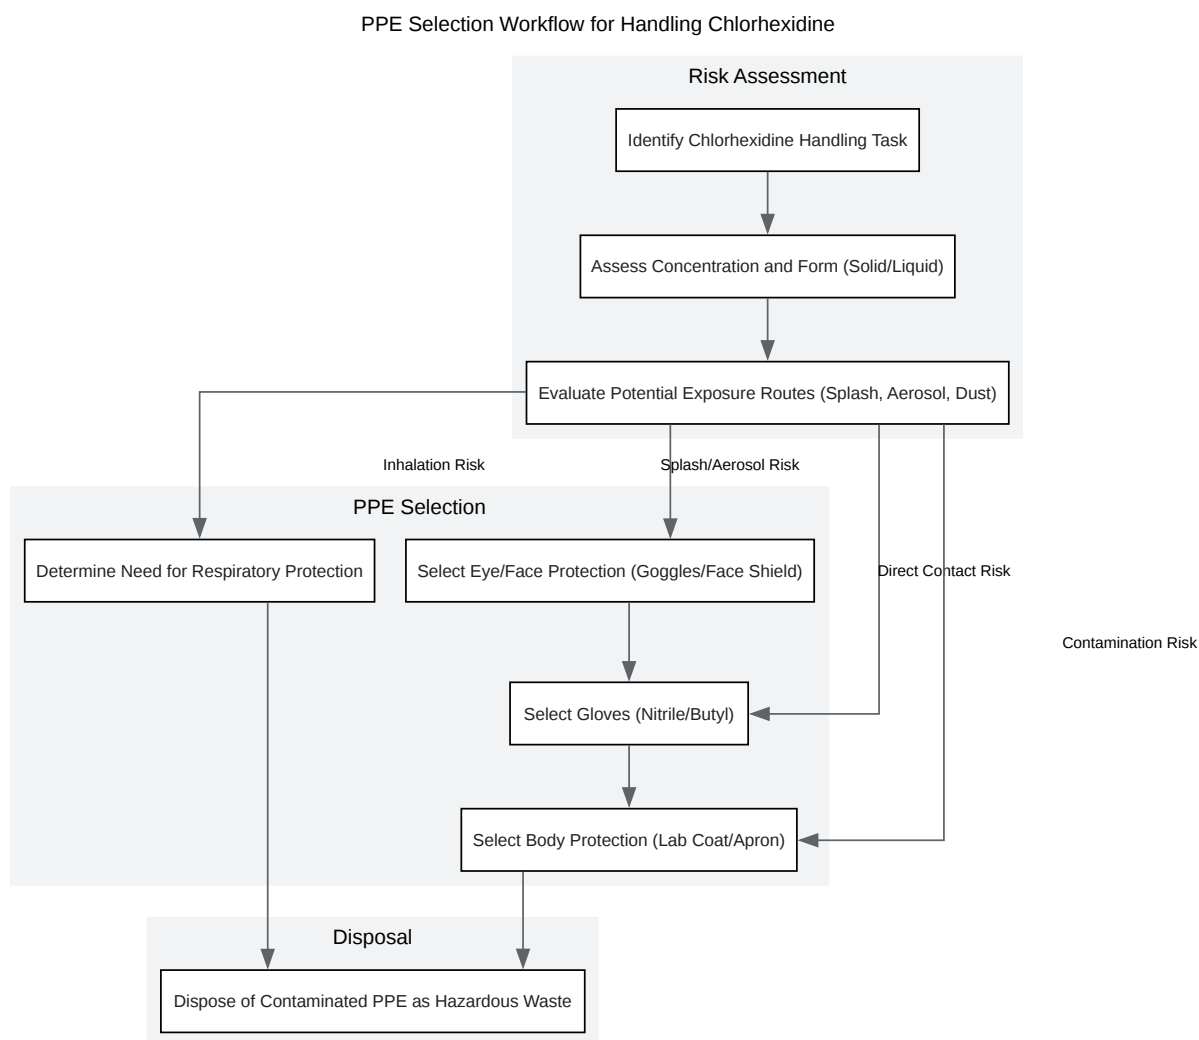 PPE Selection Workflow for Handling Chlorhexidine
Risk Assessment
Identify Chlorhexidine Handling Task
Assess Concentration and Form (Solid/Liquid)
Evaluate Potential Exposure Routes (Splash, Aerosol, Dust)
Inhalation Risk
Splash/Aerosol Risk
PPE Selection
Determine Need for Respiratory Protection
Select Eye/Face Protection (Goggles/Face Shield)
Direct Contact Risk
Contamination Risk
Select Gloves (Nitrile/Butyl)
Select Body Protection (Lab Coat/Apron)
Disposal
Dispose of Contaminated PPE as Hazardous Waste